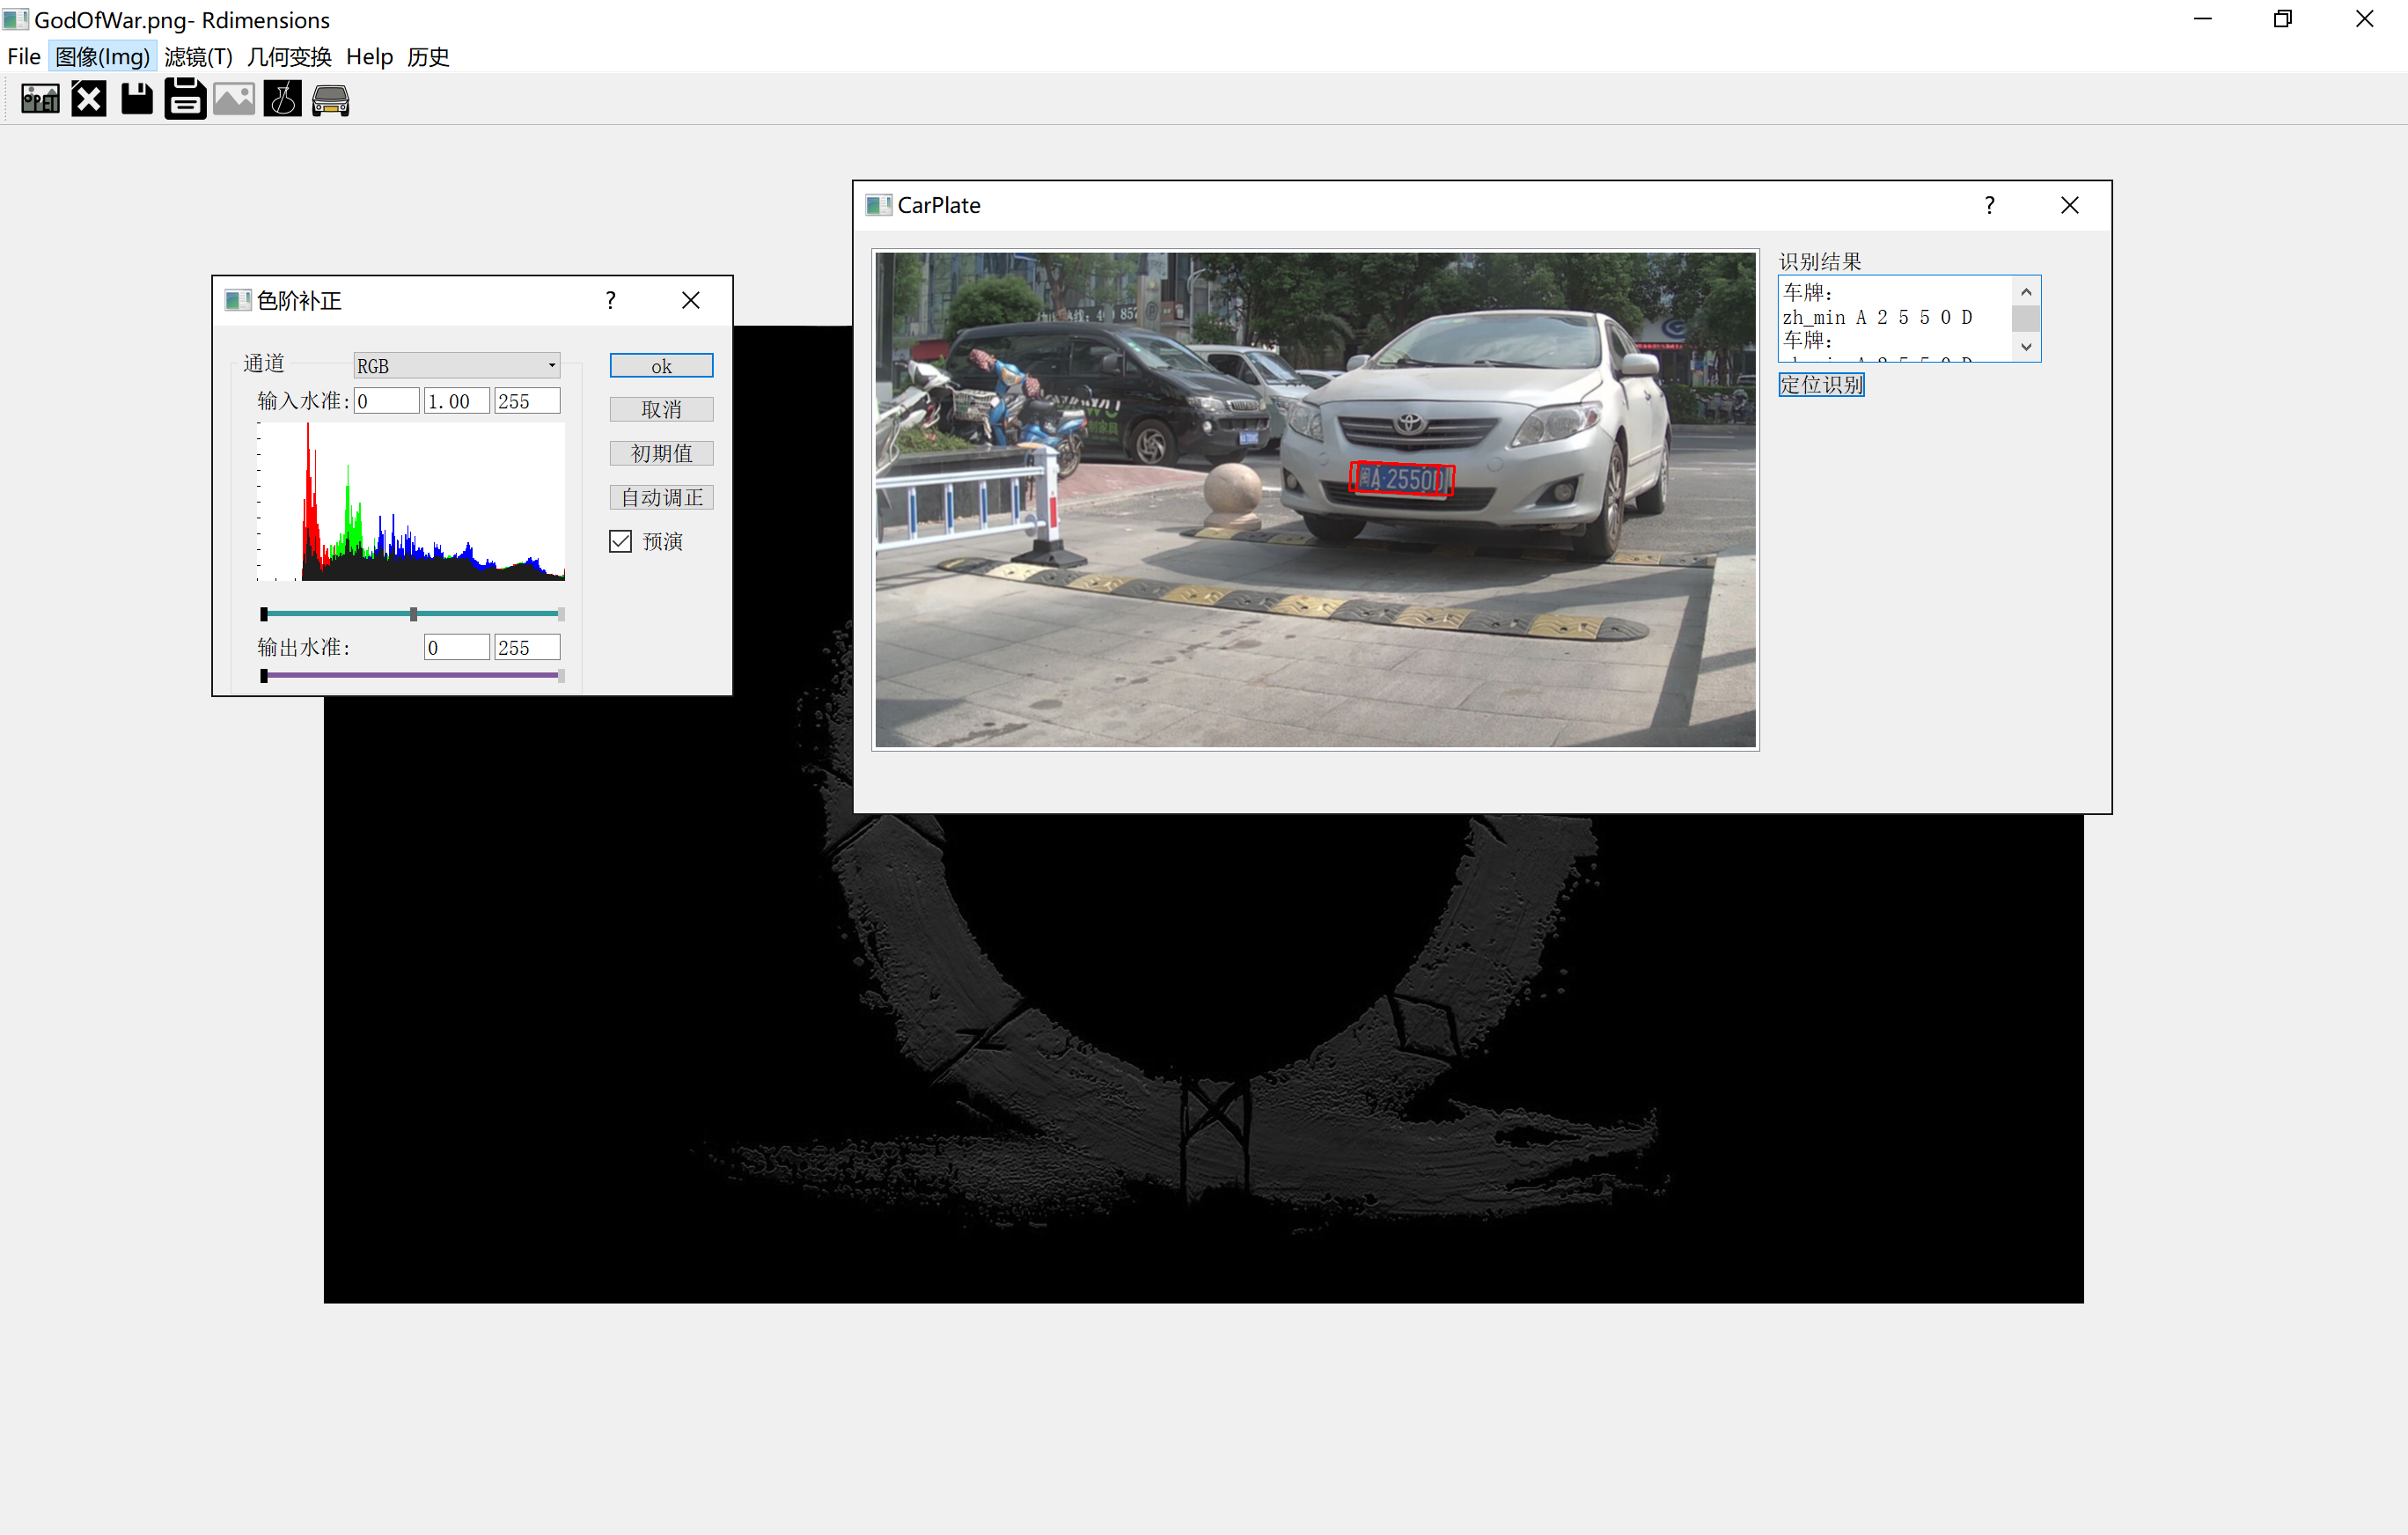 GodOfWar.png- Rdimensions
File 图像(Img) 滤镜(T) 几何变换 Help 历史
OPEN
CarPlate ?
色阶补正 ?
通道 RGB
输入水准: 0 1.00 255
输出水准: 0 255
ok
取消
初期值
自动调正
预演
闽A·2550D
识别结果
车牌:
zh_min A 2 5 5 0 D
车牌:
定位识别